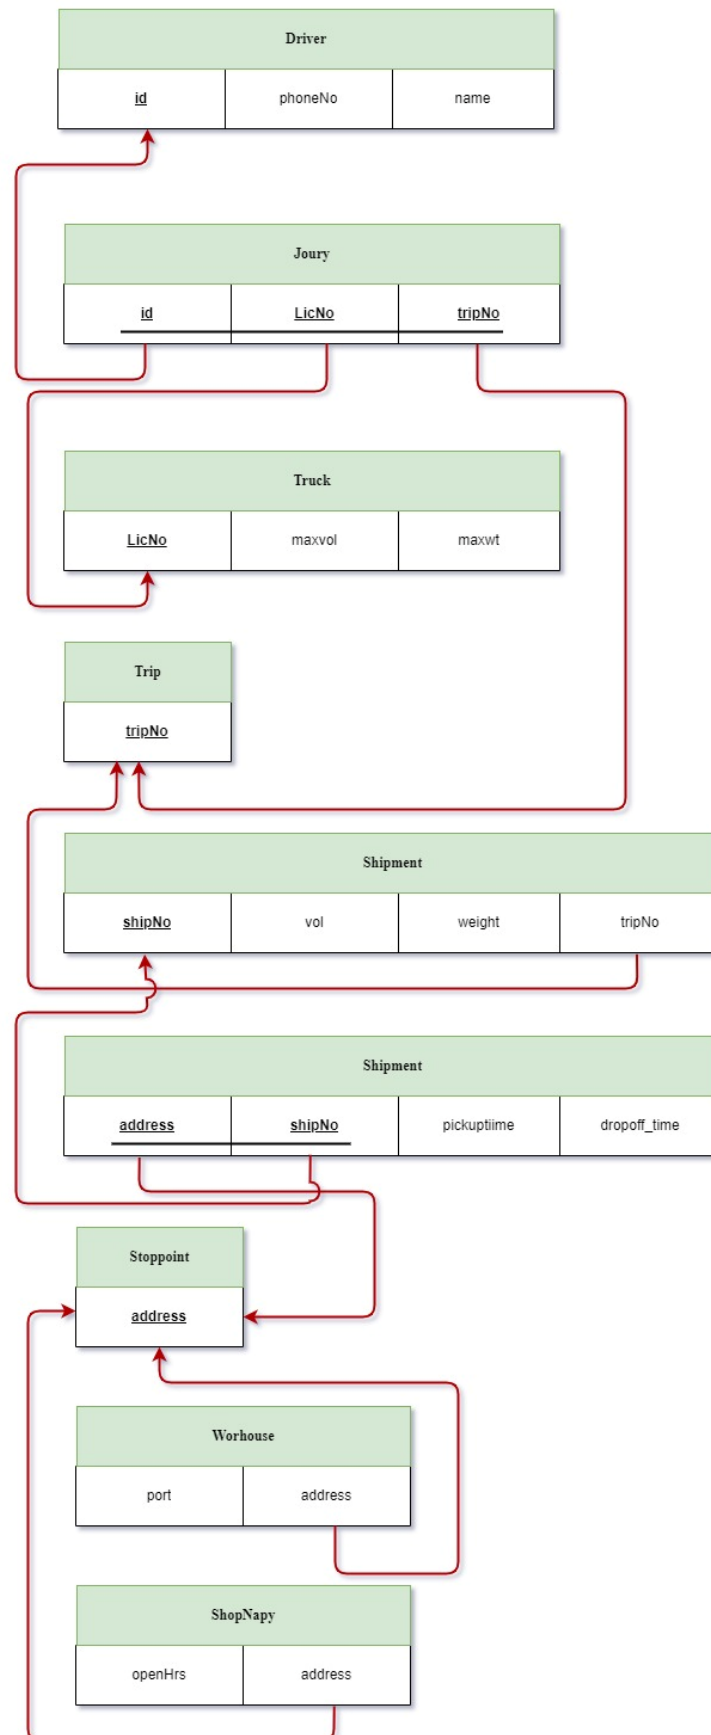 Driver
id phoneNo name
Joury
id LicNo tripNo
Truck
LicNo maxvol maxwt
Trip
tripNo
Shipment
shipNo vol weight tripNo
Shipment
address shipNo pickuptiime dropoff_time
Stoppoint
address
Worhouse
port address
ShopNapy
openHrs address